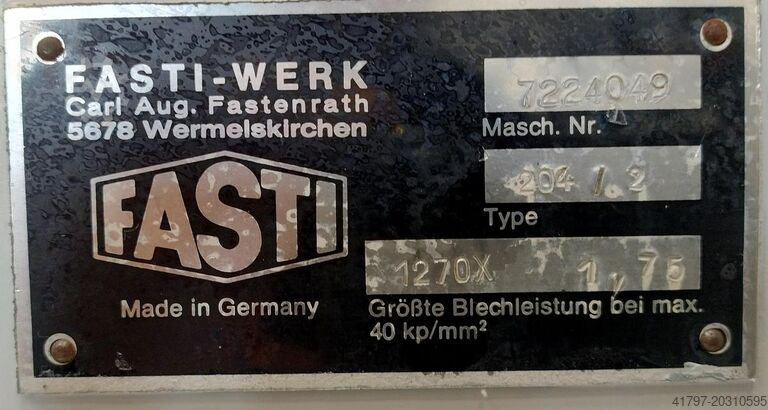 FASTI-WERK
Carl Aug. Fastenrath
5678 Wermelskirchen
FASTI
Made in Germany
7224049
Masch. Nr.
204 / 2
Type
1270X 1,75
Größte Blechleistung bei max.
40 kp/mm²
41797-20310595